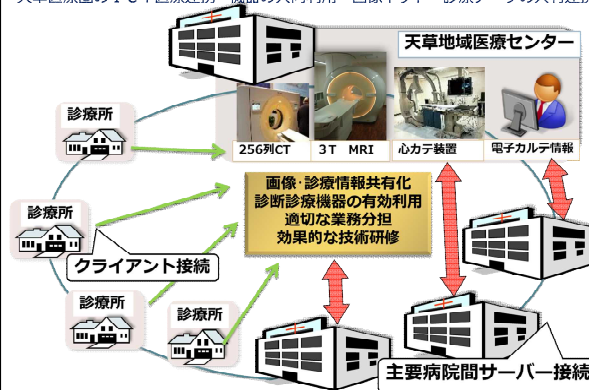 天草地域医療センター
診療所
256列CT
3T MRI
心カテ装置
電子カルテ情報
画像・診療情報共有化
診断診療機器の有効利用
適切な業務分担
効果的な技術研修
診療所
クライアント接続
診療所
診療所
主要病院間サーバー接続